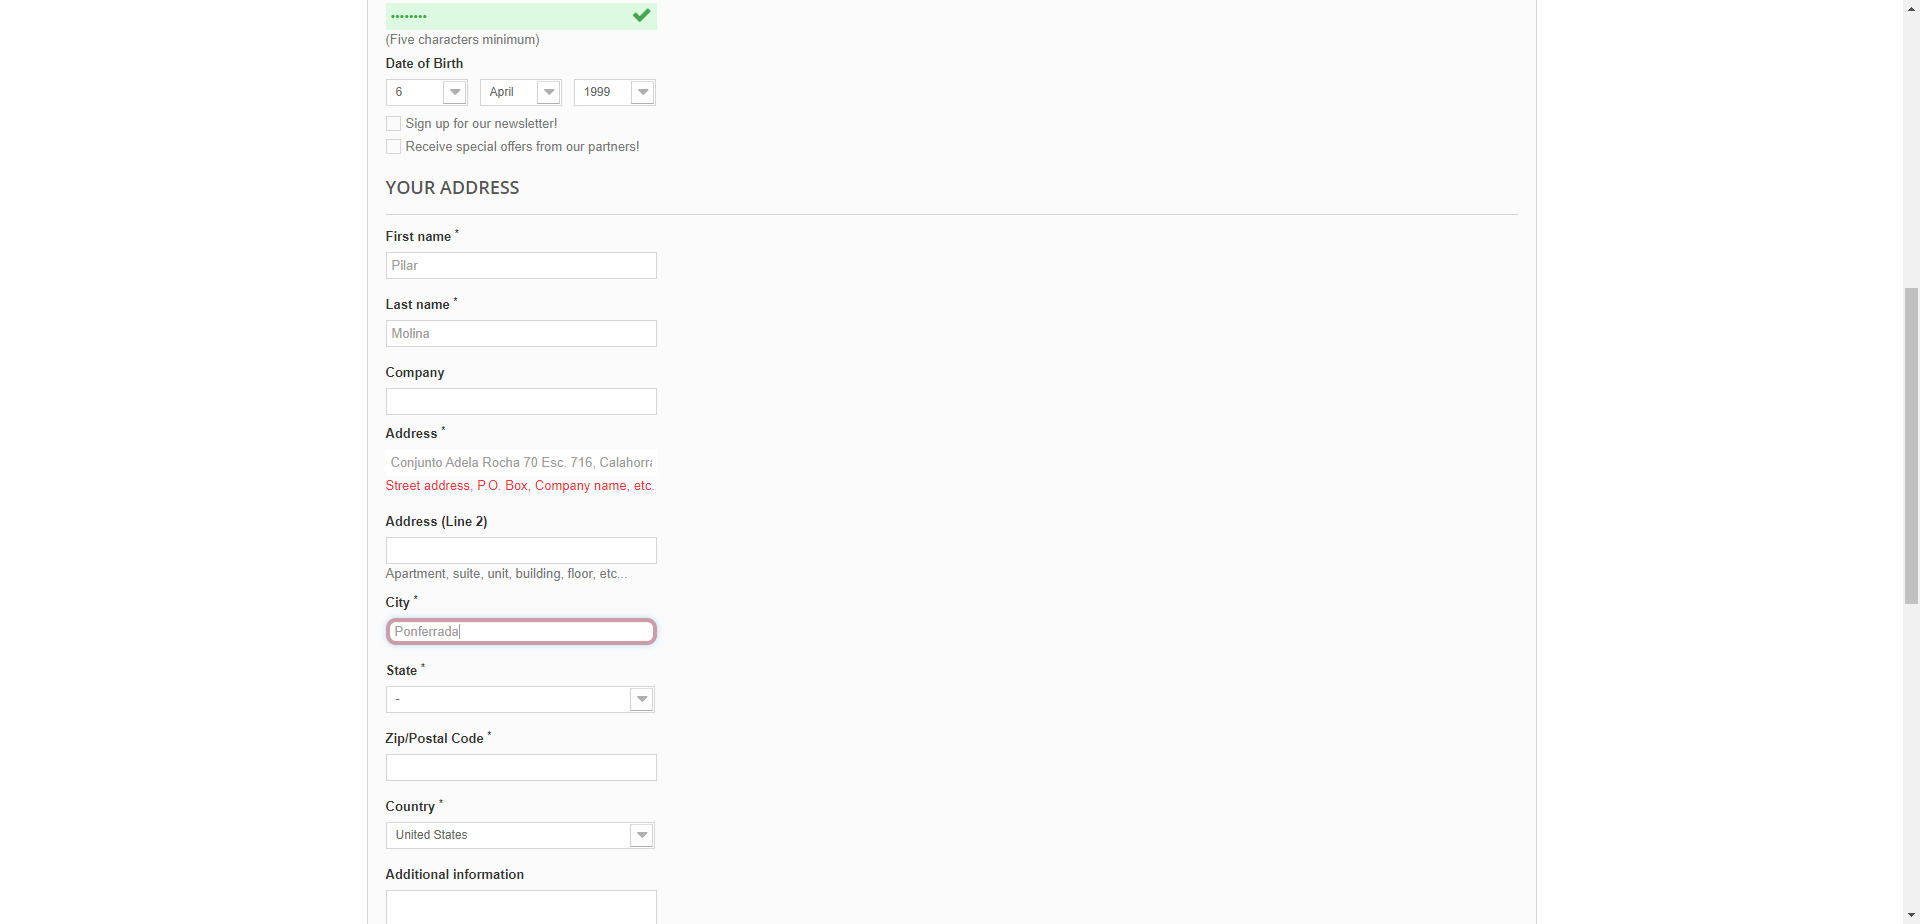 ••••••••
(Five characters minimum)
Date of Birth
6 April 1999
Sign up for our newsletter!
Receive special offers from our partners!
YOUR ADDRESS
First name *
Pilar
Last name *
Molina
Company
Address *
Conjunto Adela Rocha 70 Esc. 716, Calahorra
Street address, P.O. Box, Company name, etc.
Address (Line 2)
Apartment, suite, unit, building, floor, etc...
City *
Ponferrada
State *
-
Zip/Postal Code *
Country *
United States
Additional information